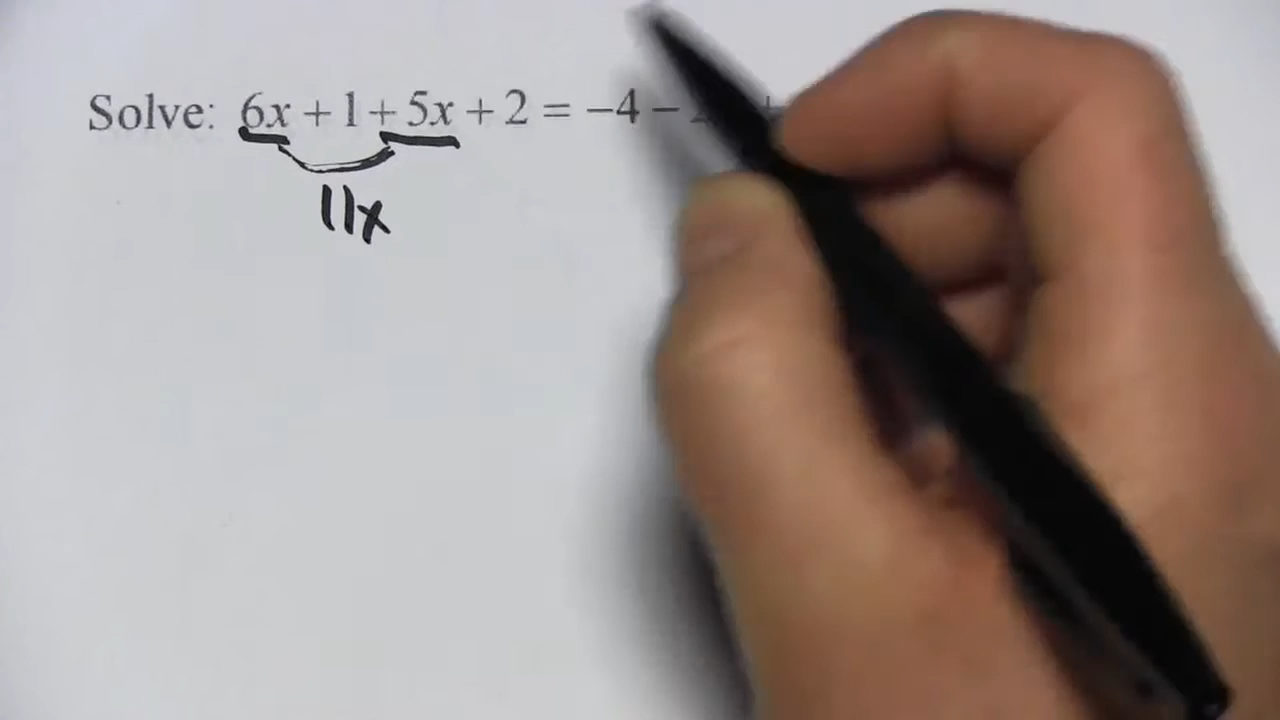 Solve: 6x + 1 + 5x + 2 = −4 −
11x